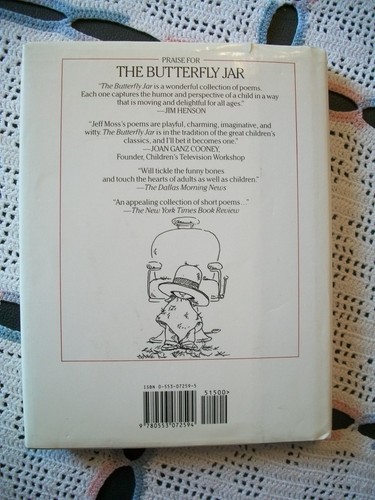 PRAISE FOR
THE BUTTERFLY JAR
"The Butterfly Jar is a wonderful collection of poems.
Each one captures the humor and perspective of a child in a way
that is moving and delightful for all ages."
—JIM HENSON
"Jeff Moss's poems are playful, charming, imaginative, and
witty. The Butterfly Jar is in the tradition of the great children's
classics, and I'll bet it becomes one."
—JOAN GANZ COONEY,
Founder, Children's Television Workshop
"Will tickle the funny bones
and touch the hearts of adults as well as children."
—The Dallas Morning News
"An appealing collection of short poems..."
—The New York Times Book Review
ISBN 0-553-07259-5
51500>
9 780553 072594